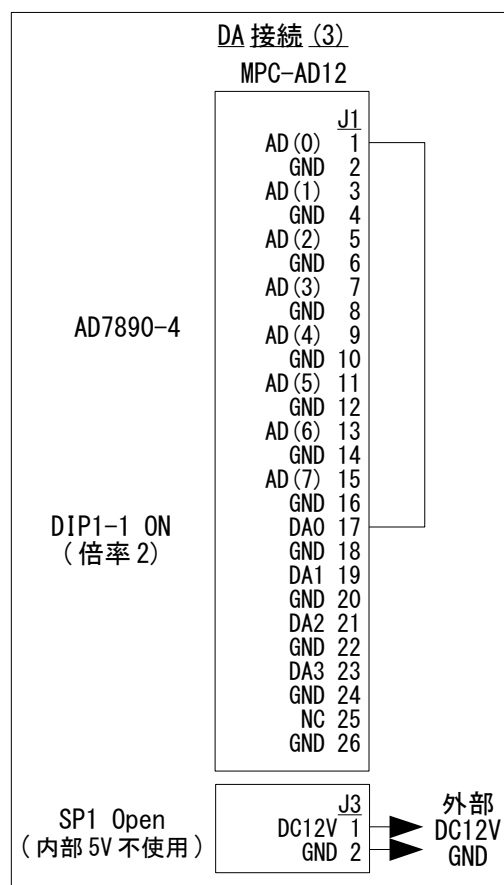 DA 接続 (3)
MPC-AD12
J1
AD(0) 1
GND 2
AD(1) 3
GND 4
AD(2) 5
GND 6
AD(3) 7
GND 8
AD(4) 9
GND 10
AD(5) 11
GND 12
AD(6) 13
GND 14
AD(7) 15
GND 16
DA0 17
GND 18
DA1 19
GND 20
DA2 21
GND 22
DA3 23
GND 24
NC 25
GND 26
AD7890-4
DIP1-1 ON
(倍率2)
SP1 Open
(内部5V不使用)
J3
DC12V 1
GND 2
外部
DC12V
GND